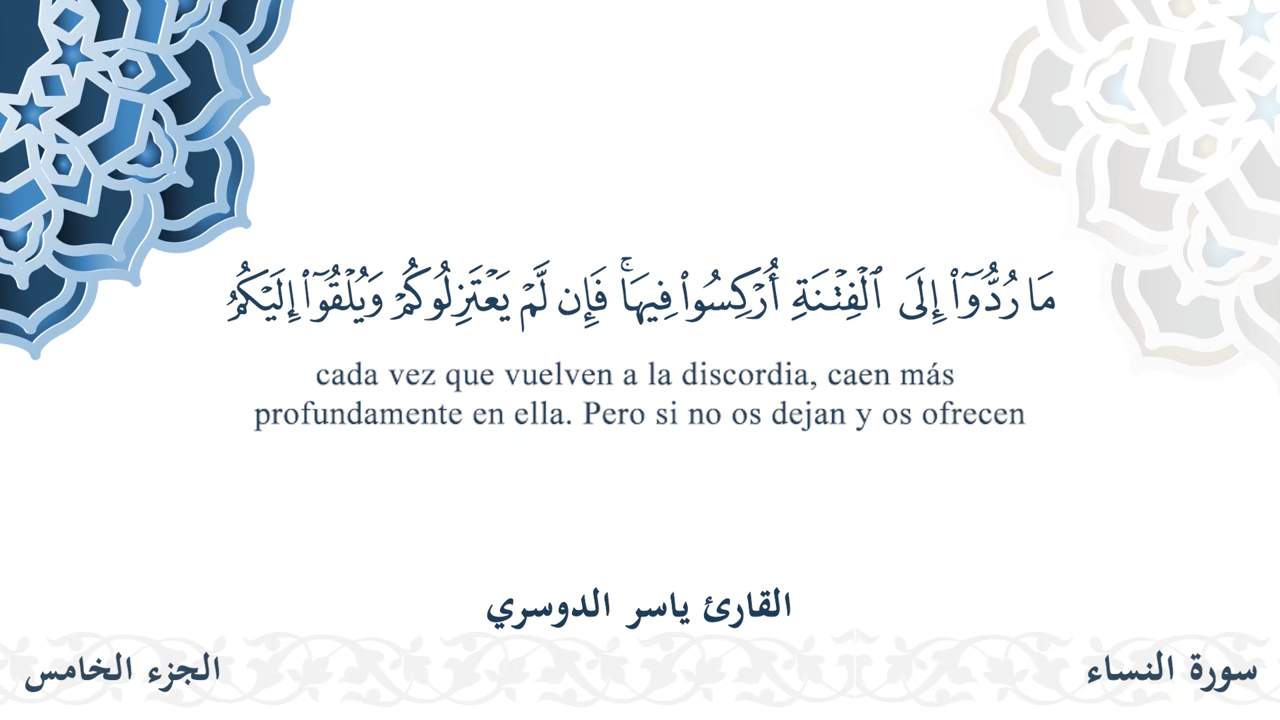 مَا رُدُّوٓا۟ إِلَى ٱلْفِتْنَةِ أُرْكِسُوا۟ فِيهَا ۚ فَإِن لَّمْ يَعْتَزِلُوكُمْ وَيُلْقُوٓا۟ إِلَيْكُمُ
cada vez que vuelven a la discordia, caen más
profundamente en ella. Pero si no os dejan y os ofrecen
القارئ ياسر الدوسري
سورة النساء
الجزء الخامس